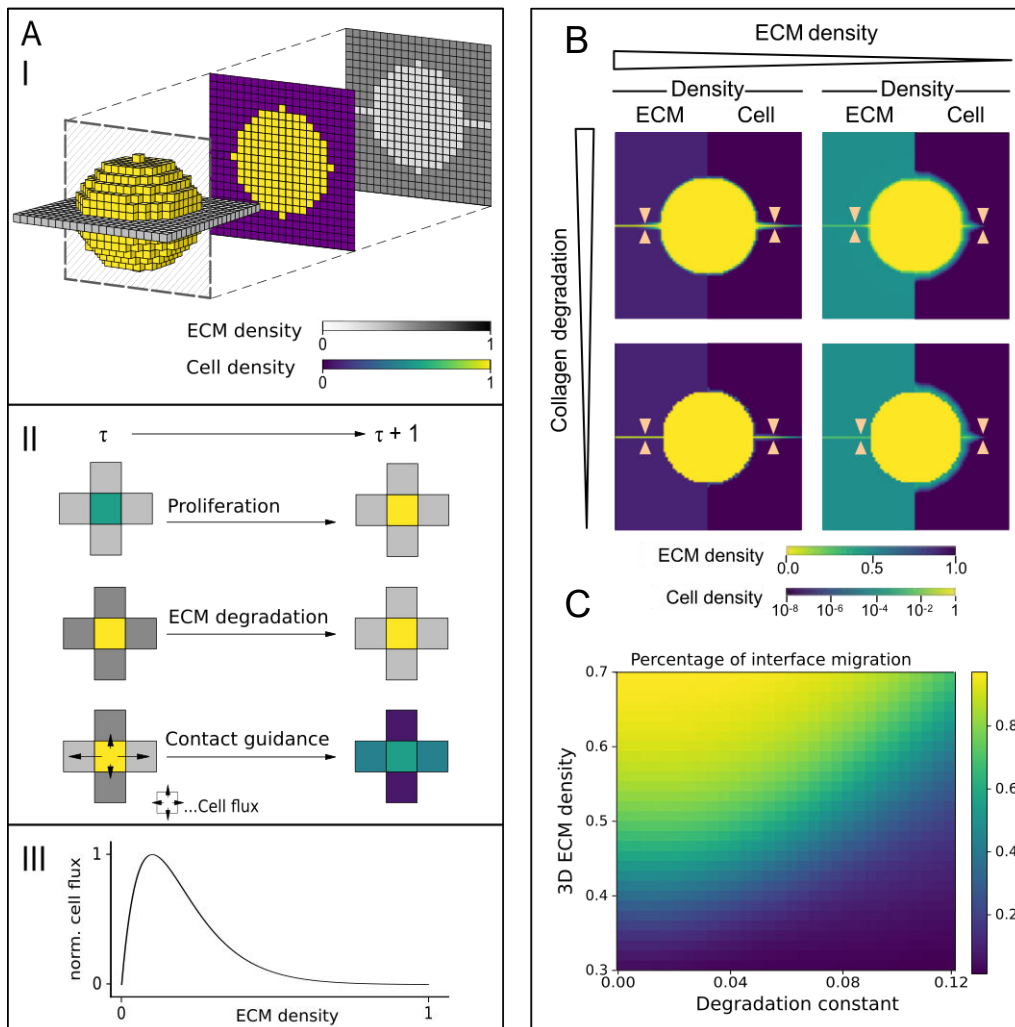 A
I
ECM density
0 1
Cell density
0 1
II
τ τ + 1
Proliferation
ECM degradation
Contact guidance
...Cell flux
III
norm. cell flux
1
0
0 1
ECM density
B
ECM density
Density Density
ECM Cell ECM Cell
Collagen degradation
ECM density
0.0 0.5 1.0
Cell density
10⁻⁸ 10⁻⁶ 10⁻⁴ 10⁻² 1
C
Percentage of interface migration
3D ECM density
0.7
0.6
0.5
0.4
0.3
0.00 0.04 0.08 0.12
Degradation constant
0.8
0.6
0.4
0.2